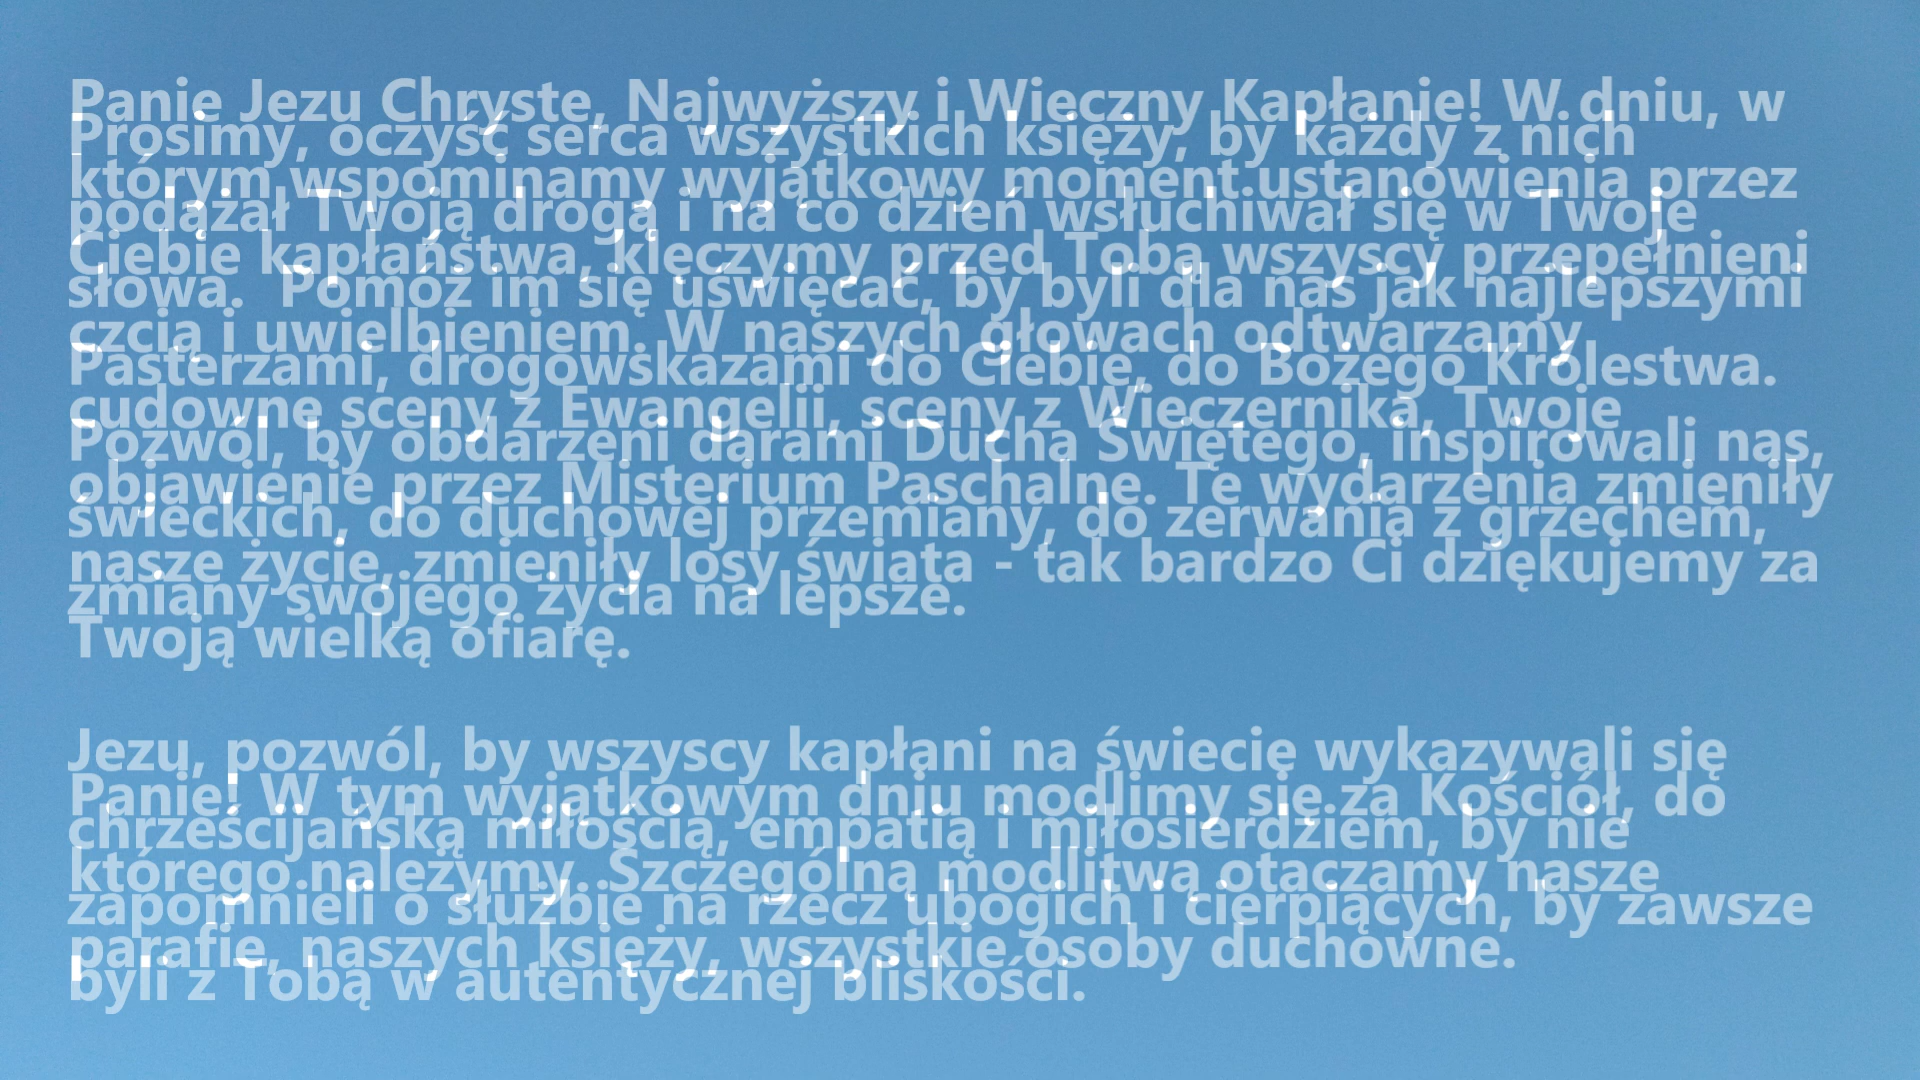 Panie Jezu Chryste, Najwyższy i Wieczny Kapłanie! W dniu, w
którym wspominamy wyjątkowy moment ustanowienia przez
Ciebie kapłaństwa, klęczymy przed Tobą wszyscy przepełnieni
czcią i uwielbieniem. W naszych głowach odtwarzamy
cudowne sceny z Ewangelii, sceny z Wieczernika, Twoje
objawienie przez Misterium Paschalne. Te wydarzenia zmieniły
nasze życie, zmieniły losy świata - tak bardzo Ci dziękujemy za
Twoją wielką ofiarę.
Panie! W tym wyjątkowym dniu modlimy się za Kościół, do
którego należymy. Szczególną modlitwą otaczamy nasze
parafie, naszych księży, wszystkie osoby duchowne.
Prosimy, oczyść serca wszystkich księży, by każdy z nich
podążał Twoją drogą i na co dzień wsłuchiwał się w Twoje
słowa. Pomóż im się uświęcać, by byli dla nas jak najlepszymi
Pasterzami, drogowskazami do Ciebie, do Bożego Królestwa.
Pozwól, by obdarzeni darami Ducha Świętego, inspirowali nas,
świeckich, do duchowej przemiany, do zerwania z grzechem,
zmiany swojego życia na lepsze.
Jezu, pozwól, by wszyscy kapłani na świecie wykazywali się
chrześcijańską miłością, empatią i miłosierdziem, by nie
zapomnieli o służbie na rzecz ubogich i cierpiących, by zawsze
byli z Tobą w autentycznej bliskości.